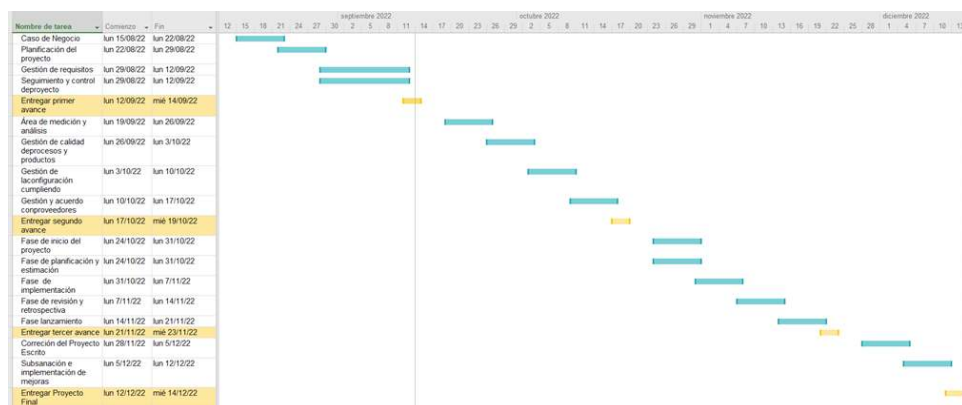 septiembre 2022 octubre 2022 noviembre 2022 diciembre 2022
Nombre de tarea Comienzo Fin 12 15 18 21 24 27 30 2 5 8 11 14 17 20 23 26 29 2 5 8 11 14 17 20 23 26 29 1 4 7 10 13 16 19 22 25 28 1 4 7 10 13
Caso de Negocio lun 15/08/22 lun 22/08/22
Planificación del lun 22/08/22 lun 29/08/22
proyecto
Gestión de requisitos lun 29/08/22 lun 12/09/22
Seguimiento y control lun 29/08/22 lun 12/09/22
deproyecto
Entregar primer lun 12/09/22 mié 14/09/22
avance
Área de medición y lun 19/09/22 lun 26/09/22
análisis
Gestión de calidad lun 26/09/22 lun 3/10/22
deprocesos y
productos
Gestión de lun 3/10/22 lun 10/10/22
laconfiguración
cumpliendo
Gestión y acuerdo lun 10/10/22 lun 17/10/22
conproveedores
Entregar segundo lun 17/10/22 mié 19/10/22
avance
Fase de inicio del lun 24/10/22 lun 31/10/22
proyecto
Fase de planificación y lun 24/10/22 lun 31/10/22
estimación
Fase de lun 31/10/22 lun 7/11/22
implementación
Fase de revisión y lun 7/11/22 lun 14/11/22
retrospectiva
Fase lanzamiento lun 14/11/22 lun 21/11/22
Entregar tercer avance lun 21/11/22 mié 23/11/22
Correción del Proyecto lun 28/11/22 lun 5/12/22
Escrito
Subsanación e lun 5/12/22 lun 12/12/22
implementación de
mejoras
Entregar Proyecto lun 12/12/22 mié 14/12/22
Final